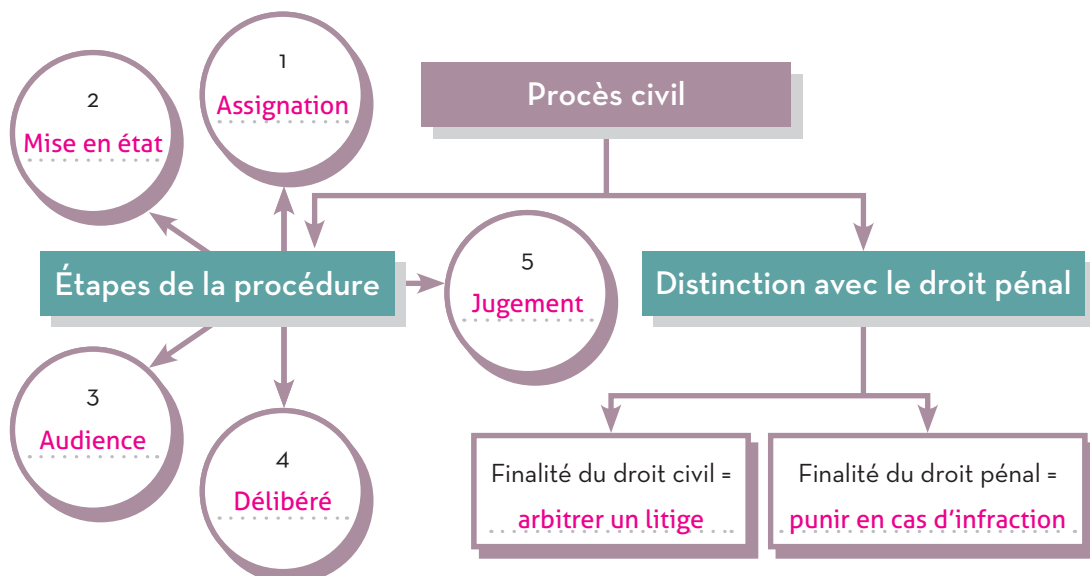 Procès civil
1
Assignation
2
Mise en état
Étapes de la procédure
5
Jugement
Distinction avec le droit pénal
3
Audience
4
Délibéré
Finalité du droit civil =
arbitrer un litige
Finalité du droit pénal =
punir en cas d'infraction